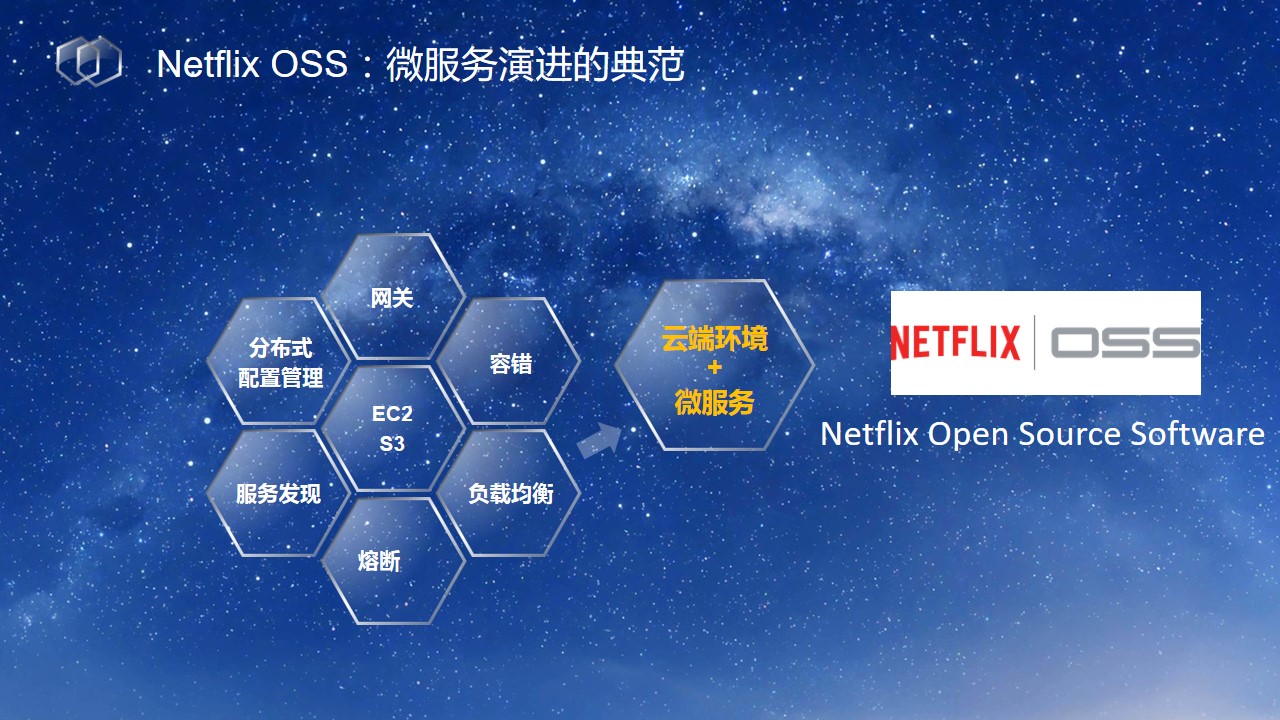 Netflix OSS：微服务演进的典范
网关
分布式
配置管理
容错
EC2
S3
服务发现
负载均衡
熔断
云端环境
+
微服务
NETFLIX OSS
Netflix Open Source Software